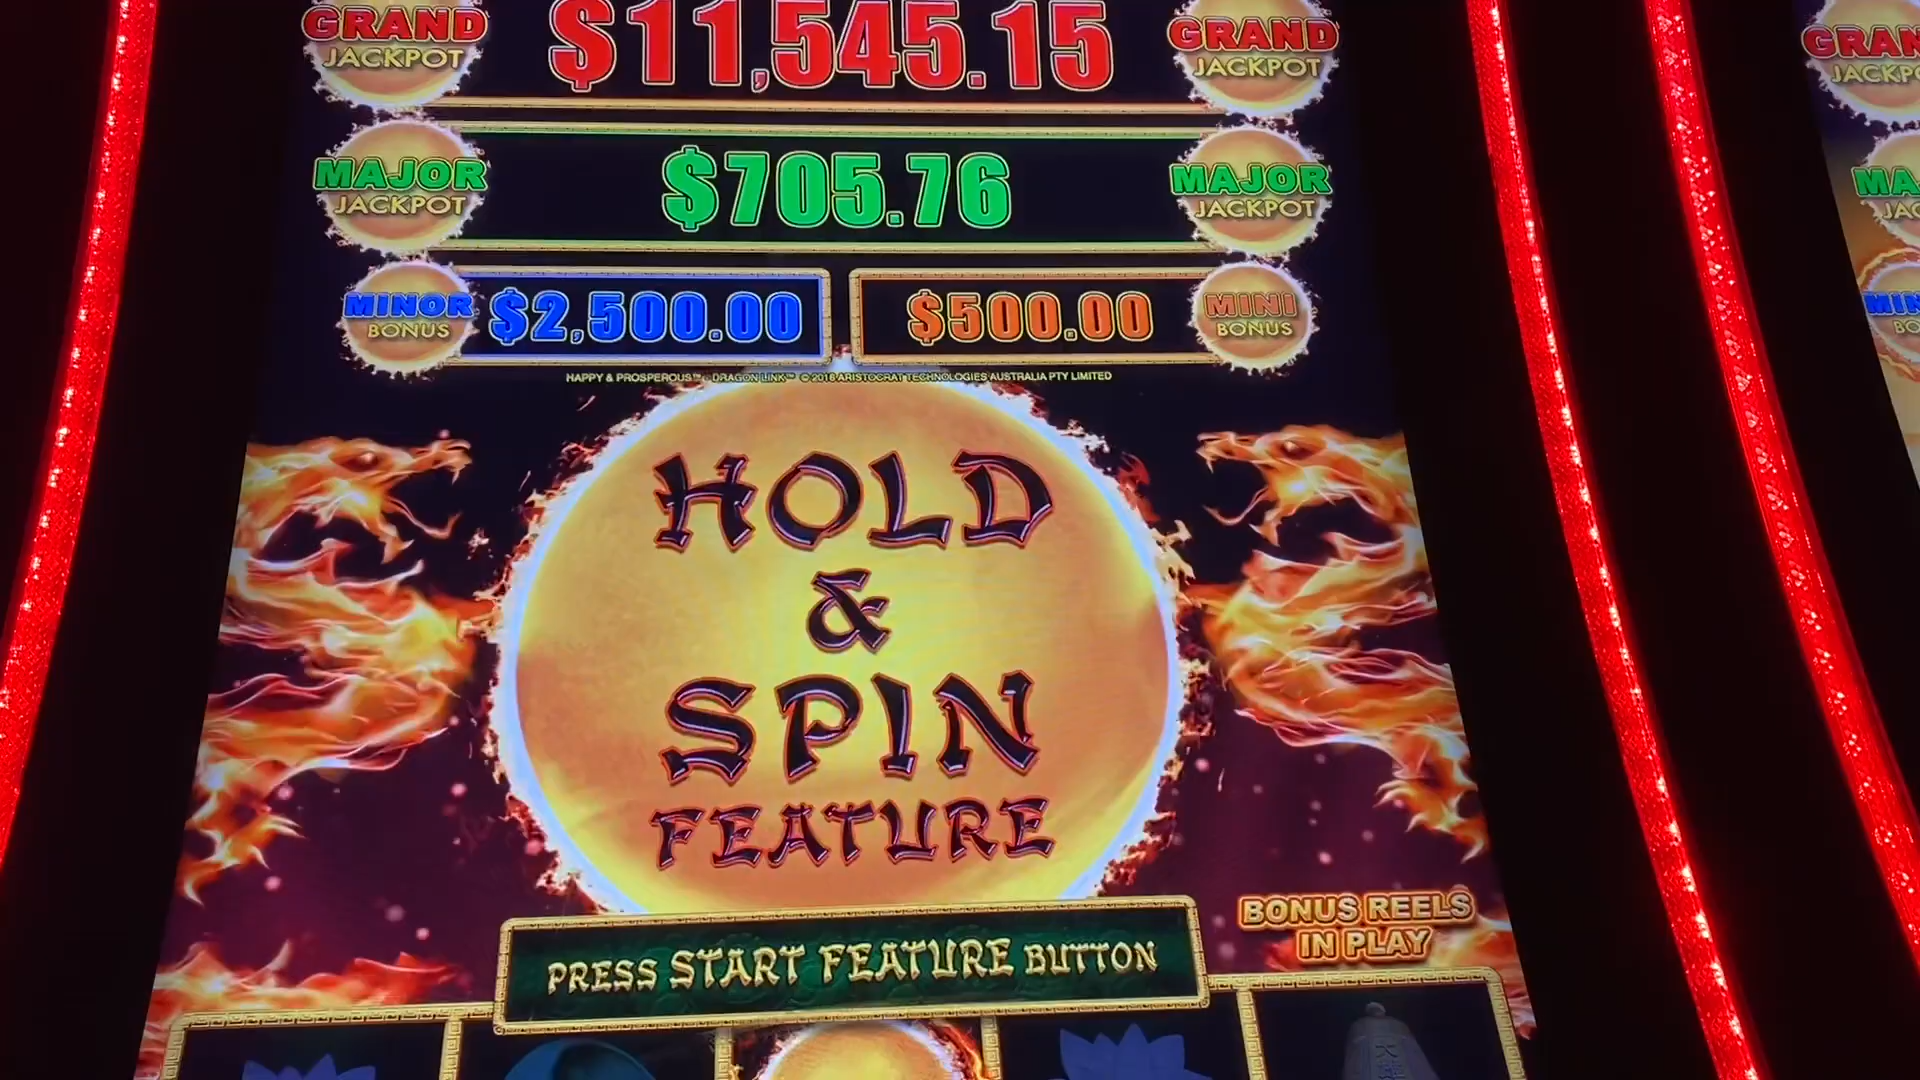 GRAND
JACKPOT
$11,545.15
GRAND
JACKPOT
MAJOR
JACKPOT
$705.76
MAJOR
JACKPOT
MINOR
BONUS
$2,500.00
$500.00
MINI
BONUS
HAPPY & PROSPEROUS™ - DRAGON LINK™ © 2016 ARISTOCRAT TECHNOLOGIES AUSTRALIA PTY LIMITED
HOLD
&
SPIN
FEATURE
PRESS START FEATURE BUTTON
BONUS REELS
IN PLAY